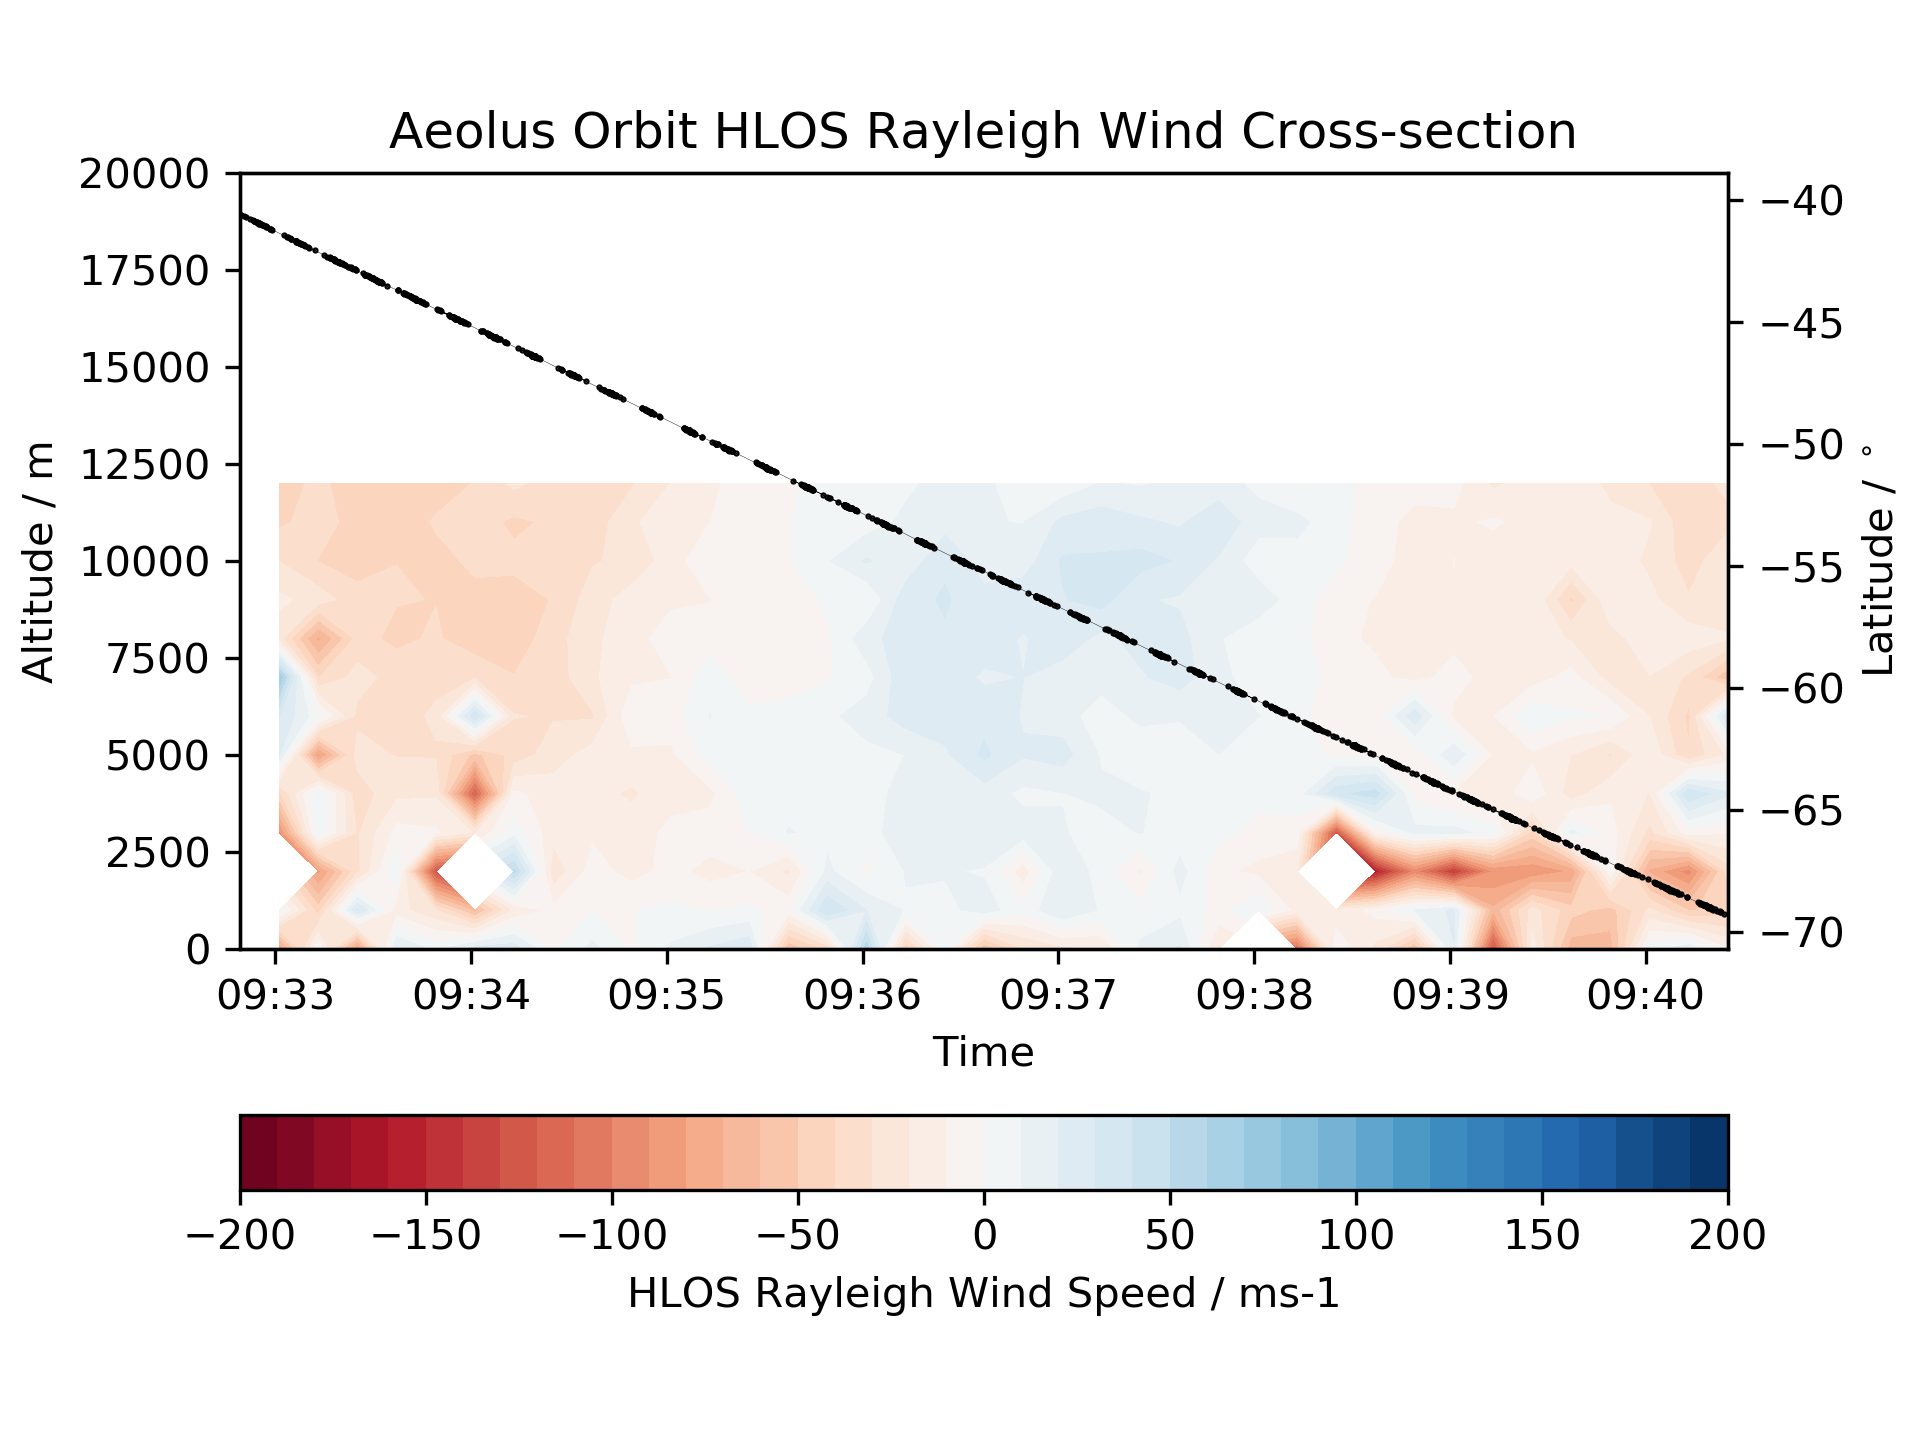 Aeolus Orbit HLOS Rayleigh Wind Cross-section
20000
17500
15000
12500
10000
7500
5000
2500
0
Altitude / m
−40
−45
−50
−55
−60
−65
−70
Latitude / °
09:33 09:34 09:35 09:36 09:37 09:38 09:39 09:40
Time
−200 −150 −100 −50 0 50 100 150 200
HLOS Rayleigh Wind Speed / ms-1